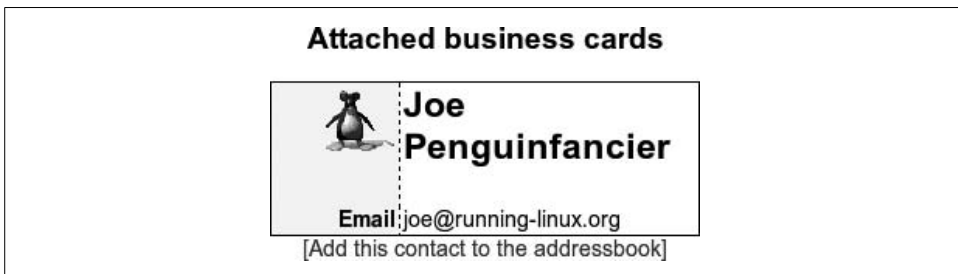 Attached business cards
Joe
Penguinfancier
Email joe@running-linux.org
[Add this contact to the addressbook]